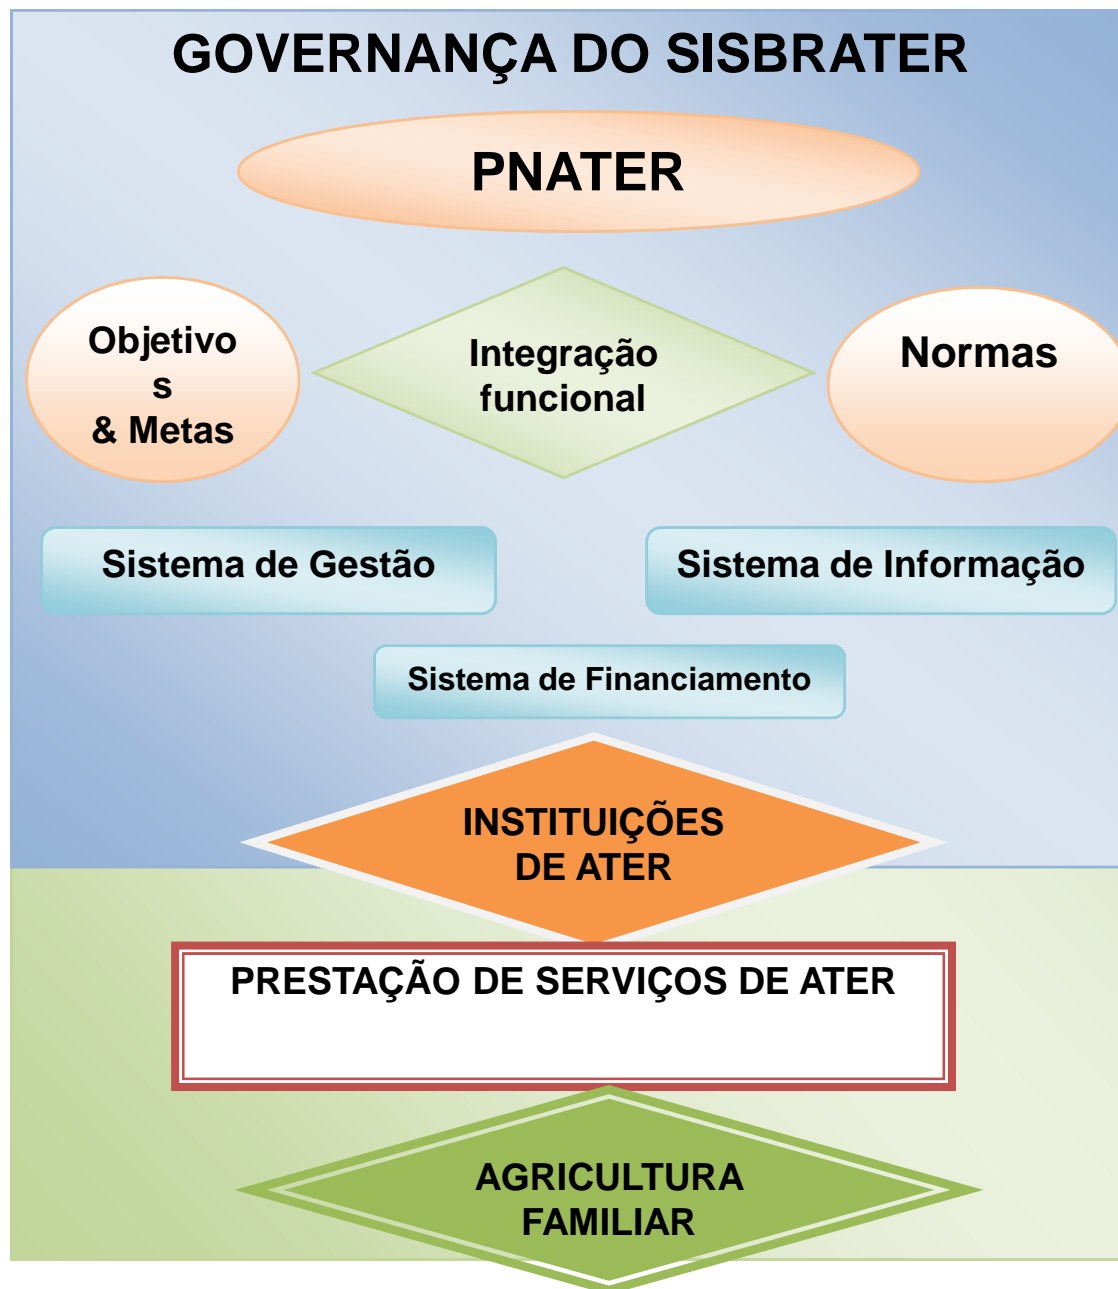 GOVERNANÇA DO SISBRATER
PNATER
Objetivo
s
& Metas
Integração
funcional
Normas
Sistema de Gestão
Sistema de Informação
Sistema de Financiamento
INSTITUIÇÕES
DE ATER
PRESTAÇÃO DE SERVIÇOS DE ATER
AGRICULTURA
FAMILIAR